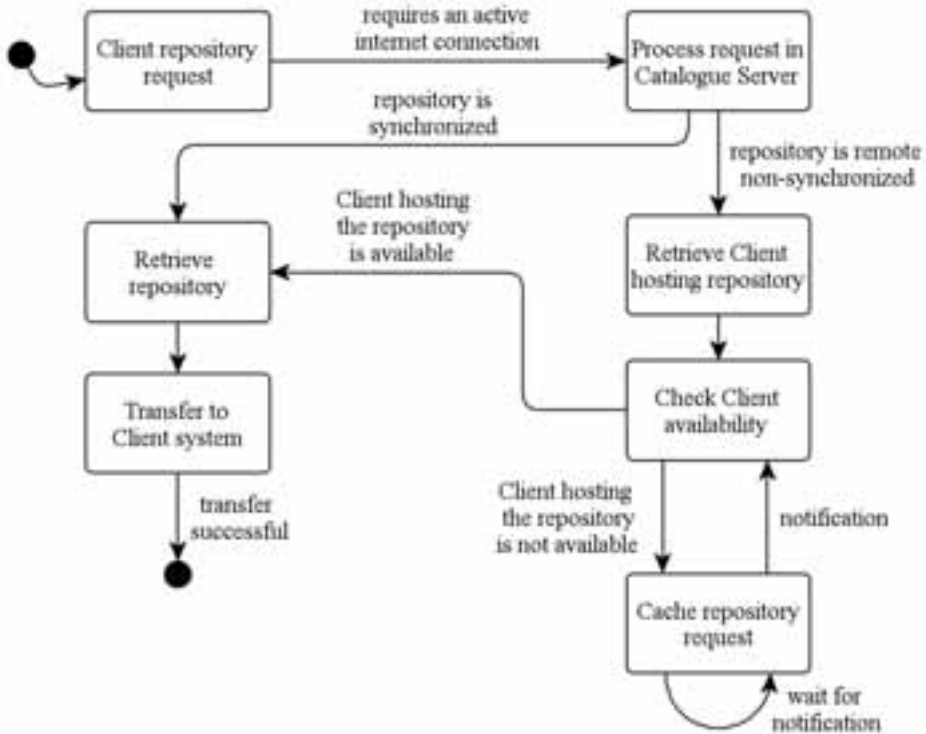 requires an active
internet connection
Client repository
request
Process request in
Catalogue Server
repository is
synchronized
repository is remote
non-synchronized
Client hosting
the repository
is available
Retrieve
repository
Retrieve Client
hosting repository
Transfer to
Client system
Check Client
availability
transfer
successful
Client hosting
the repository
is not available
notification
Cache repository
request
wait for
notification